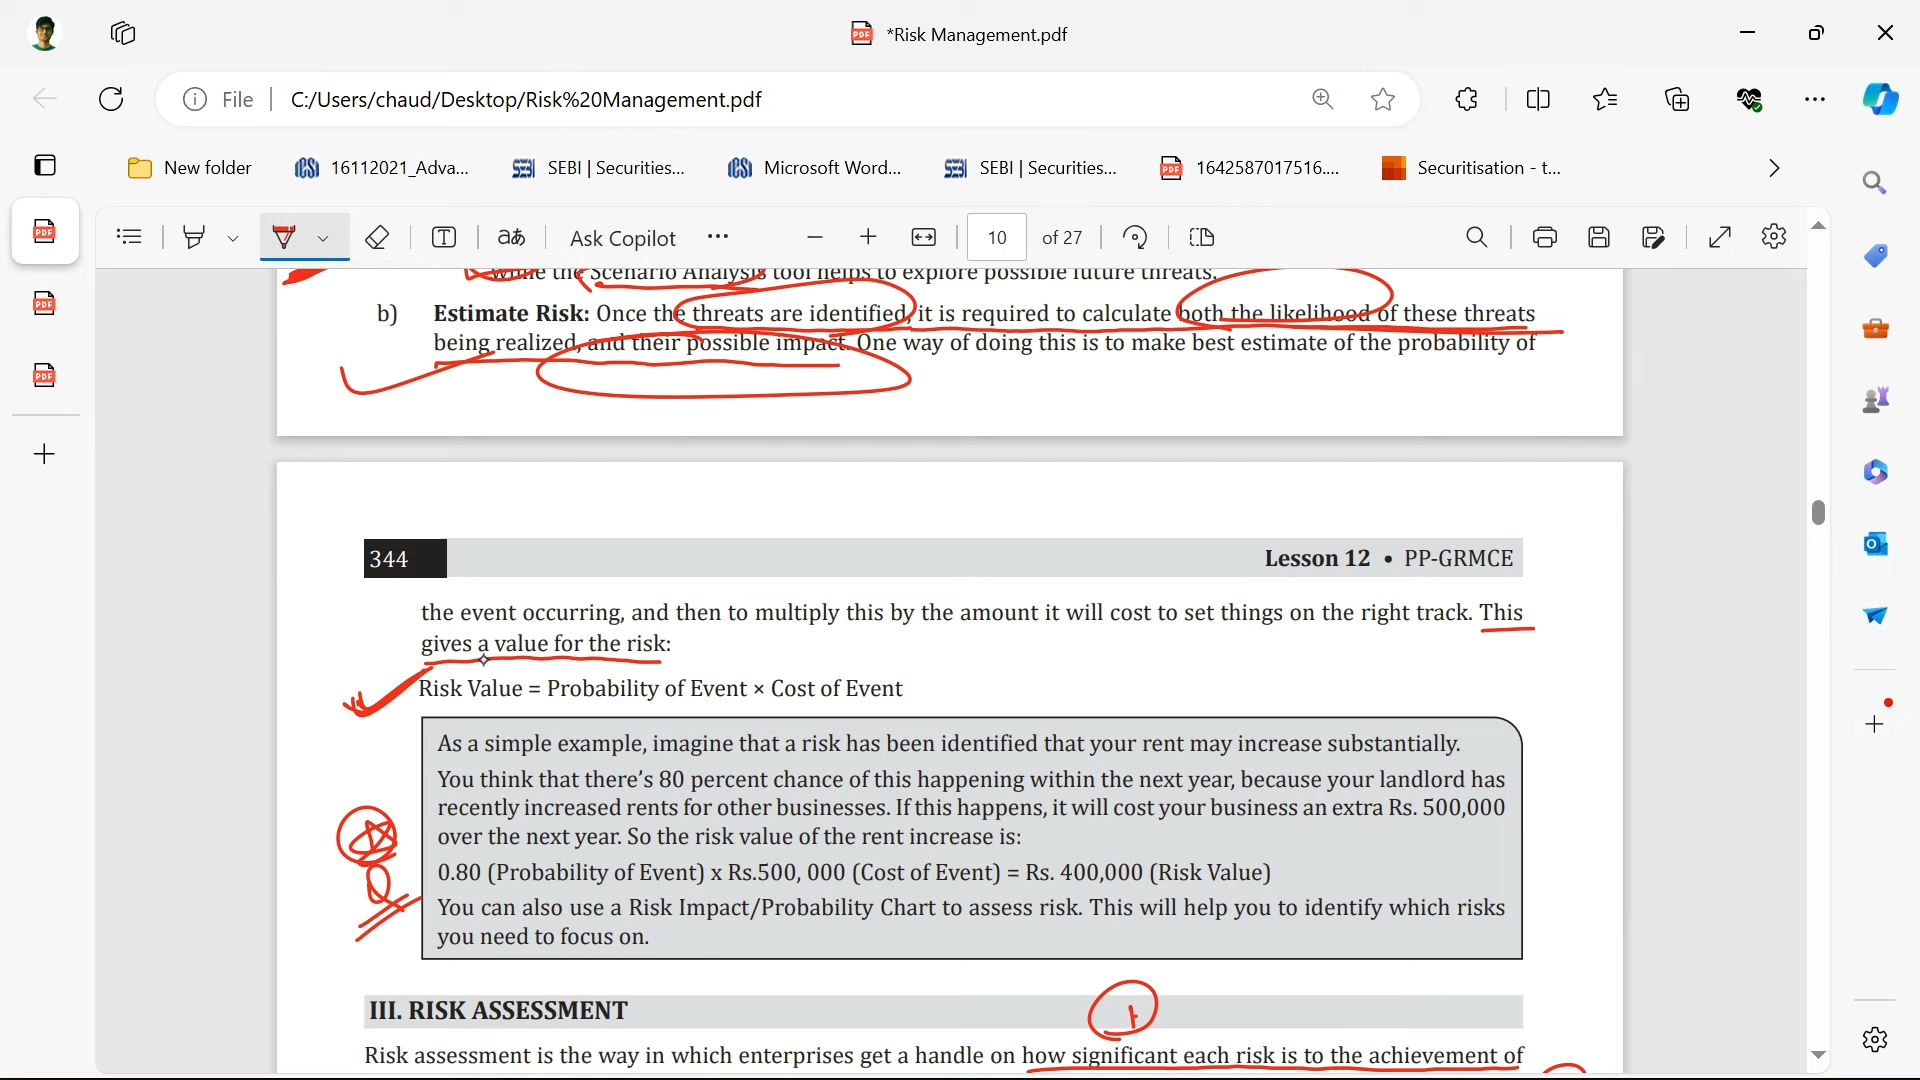 *Risk Management.pdf
File
C:/Users/chaud/Desktop/Risk%20Management.pdf
New folder
16112021_Adva...
SEBI | Securities...
Microsoft Word...
SEBI | Securities...
1642587017516....
Securitisation - t...
Ask Copilot
10 of 27
while the Scenario Analysis tool helps to explore possible future threats.
b) Estimate Risk: Once the threats are identified, it is required to calculate both the likelihood of these threats
being realized, and their possible impact. One way of doing this is to make best estimate of the probability of
344 Lesson 12 • PP-GRMCE
the event occurring, and then to multiply this by the amount it will cost to set things on the right track. This
gives a value for the risk:
Risk Value = Probability of Event × Cost of Event
As a simple example, imagine that a risk has been identified that your rent may increase substantially.
You think that there's 80 percent chance of this happening within the next year, because your landlord has
recently increased rents for other businesses. If this happens, it will cost your business an extra Rs. 500,000
over the next year. So the risk value of the rent increase is:
0.80 (Probability of Event) x Rs.500, 000 (Cost of Event) = Rs. 400,000 (Risk Value)
You can also use a Risk Impact/Probability Chart to assess risk. This will help you to identify which risks
you need to focus on.
III. RISK ASSESSMENT
Risk assessment is the way in which enterprises get a handle on how significant each risk is to the achievement of